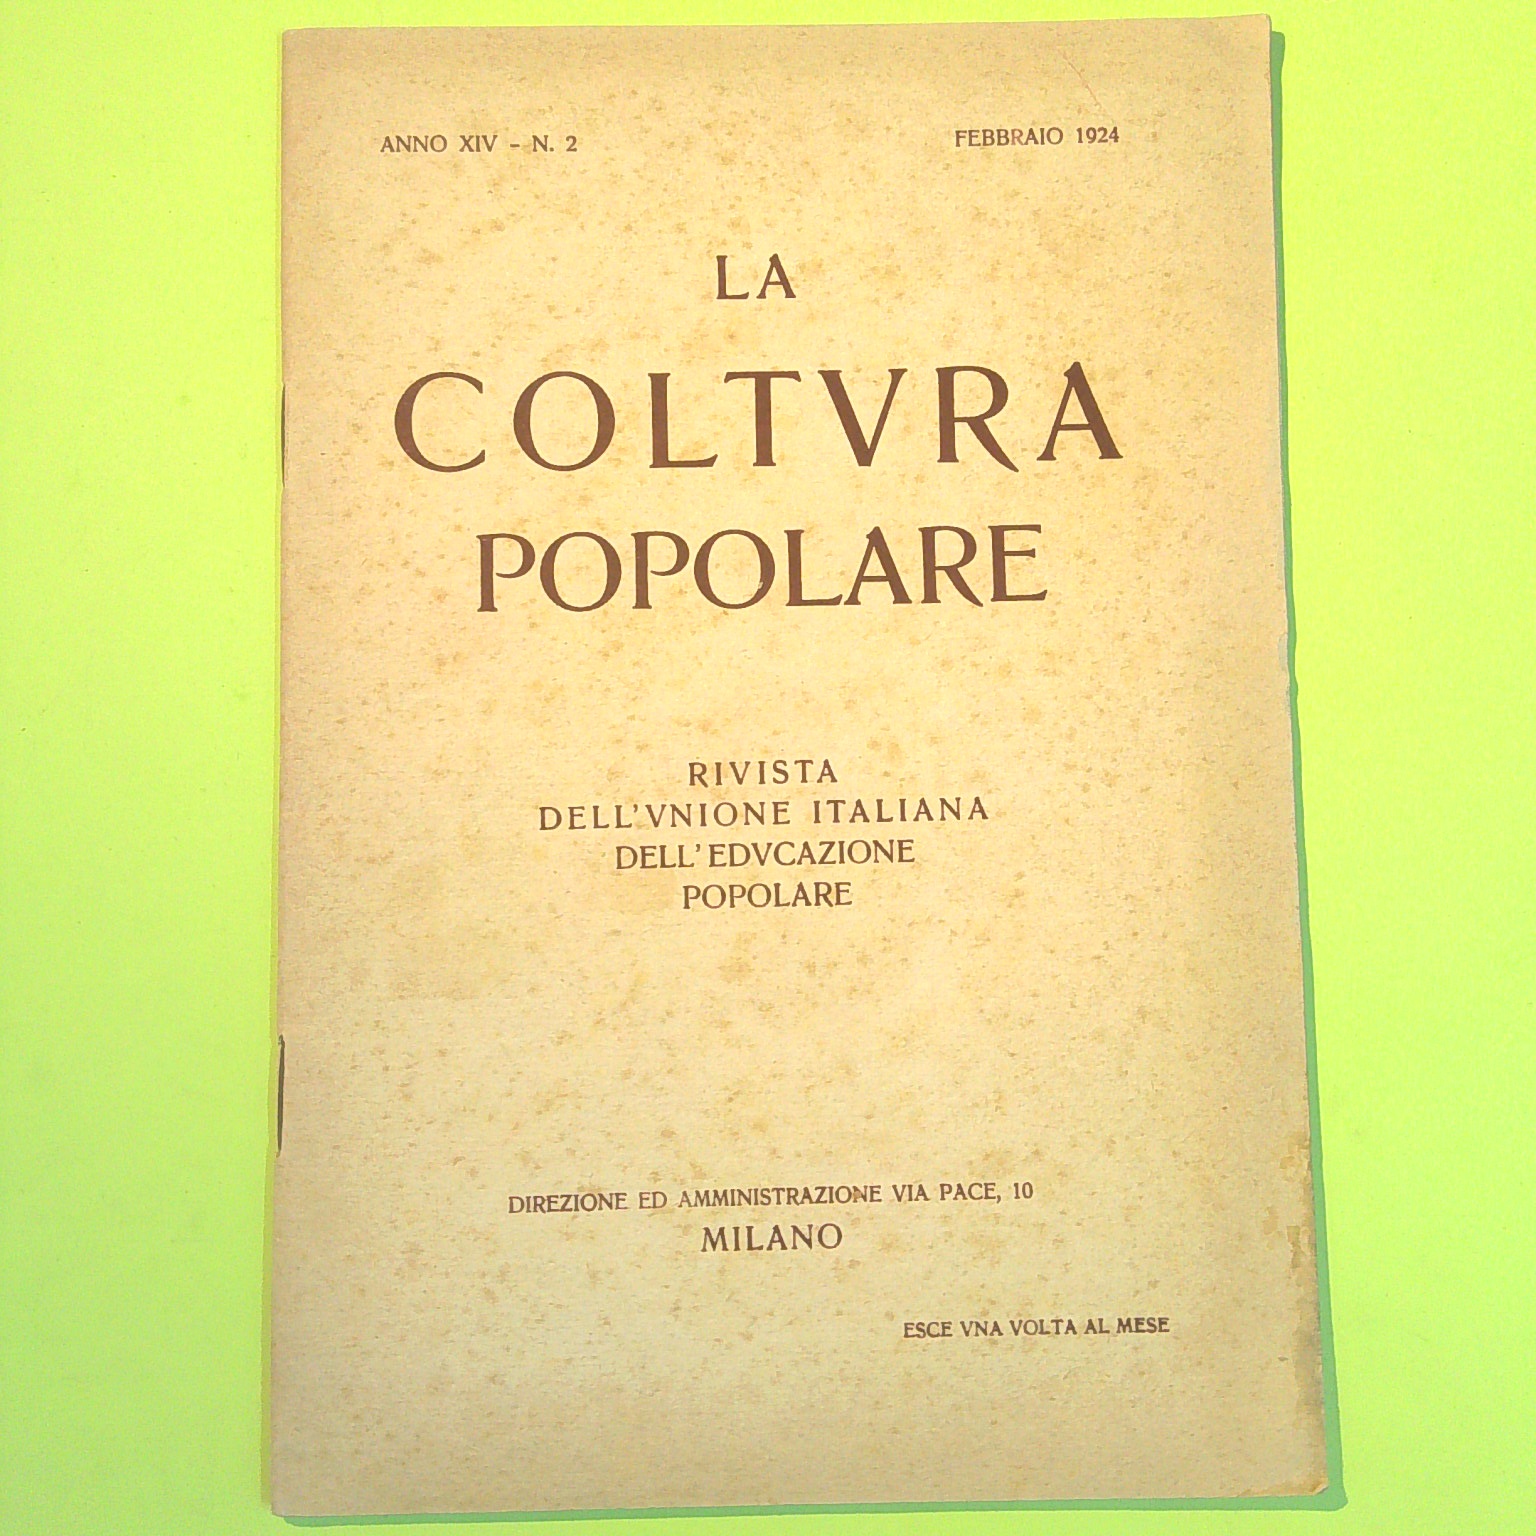 ANNO XIV - N. 2
FEBBRAIO 1924
LA
COLTVRA
POPOLARE
RIVISTA
DELL'VNIONE ITALIANA
DELL'EDVCAZIONE
POPOLARE
DIREZIONE ED AMMINISTRAZIONE VIA PACE, 10
MILANO
ESCE VNA VOLTA AL MESE